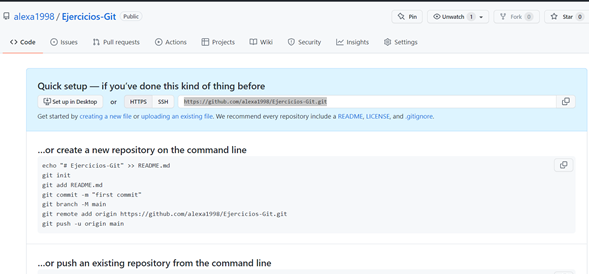 alexa1998 / Ejercicios-Git Public
Pin Unwatch 1 Fork 0 Star 0
Code Issues Pull requests Actions Projects Wiki Security Insights Settings
Quick setup — if you've done this kind of thing before
Set up in Desktop or HTTPS SSH https://github.com/alexa1998/Ejercicios-Git.git
Get started by creating a new file or uploading an existing file. We recommend every repository include a README, LICENSE, and .gitignore.
...or create a new repository on the command line
echo "# Ejercicios-Git" >> README.md
git init
git add README.md
git commit -m "first commit"
git branch -M main
git remote add origin https://github.com/alexa1998/Ejercicios-Git.git
git push -u origin main
...or push an existing repository from the command line